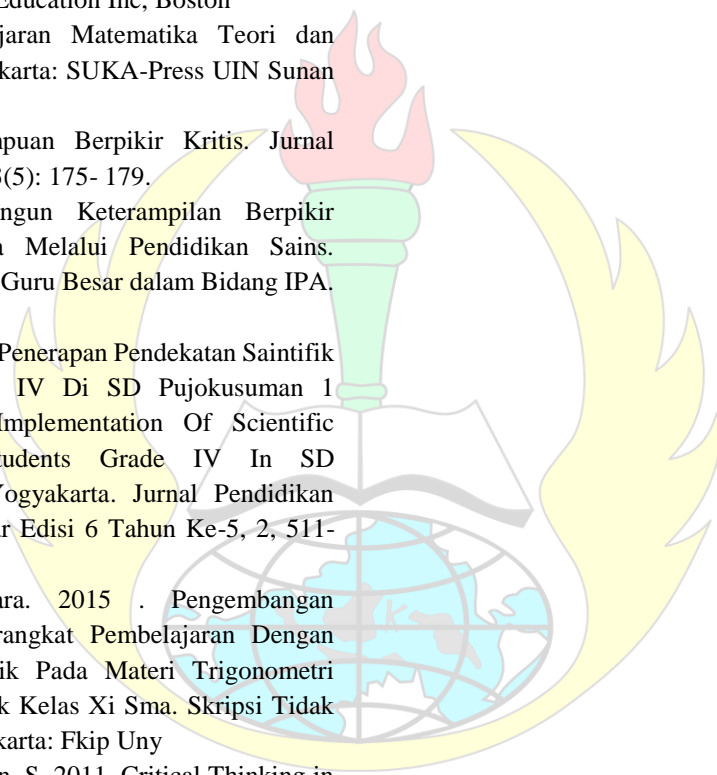 Education Inc, Boston
jaran Matematika Teori dan
karta: SUKA-Press UIN Sunan
npuan Berpikir Kritis. Jurnal
(5): 175- 179.
ngun Keterampilan Berpikir
Melalui Pendidikan Sains.
Guru Besar dalam Bidang IPA.
Penerapan Pendekatan Saintifik
IV Di SD Pujokusuman 1
Implementation Of Scientific
tudents Grade IV In SD
Yogyakarta. Jurnal Pendidikan
r Edisi 6 Tahun Ke-5, 2, 511-
ara. 2015 . Pengembangan
rangkat Pembelajaran Dengan
ik Pada Materi Trigonometri
k Kelas Xi Sma. Skripsi Tidak
karta: Fkip Uny
n, S. 2011. Critical Thinking in